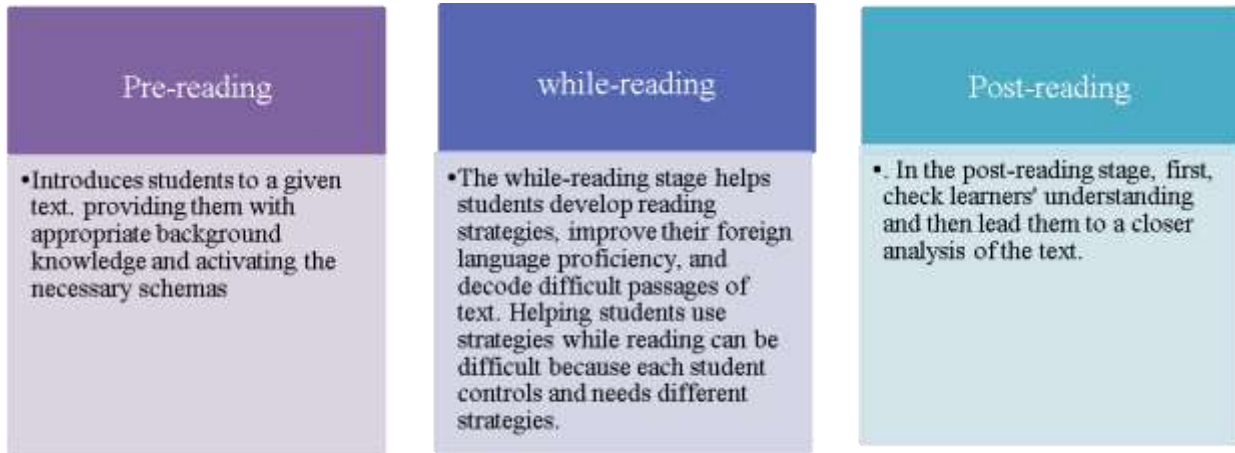 Pre-reading
•Introduces students to a given
text. providing them with
appropriate background
knowledge and activating the
necessary schemas
while-reading
•The while-reading stage helps
students develop reading
strategies, improve their foreign
language proficiency, and
decode difficult passages of
text. Helping students use
strategies while reading can be
difficult because each student
controls and needs different
strategies.
Post-reading
•. In the post-reading stage, first,
check learners' understanding
and then lead them to a closer
analysis of the text.